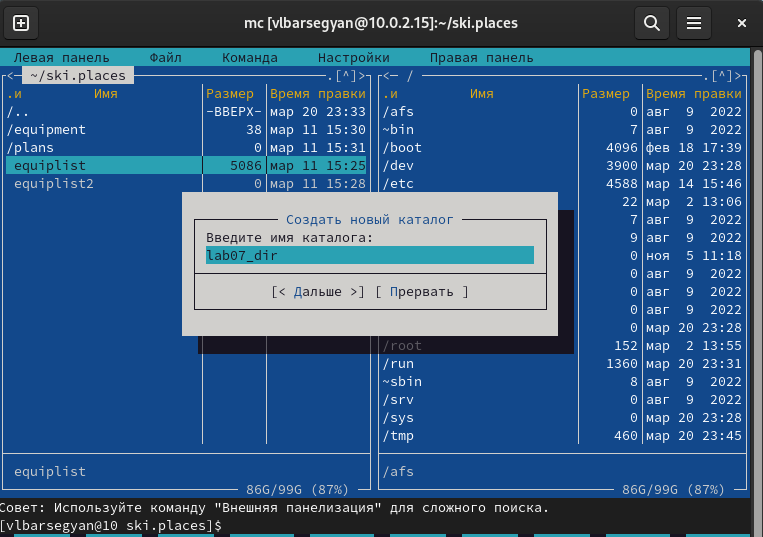 mc [vlbarsegyan@10.0.2.15]:~/ski.places
Левая панель Файл Команда Настройки Правая панель
<─ ~/ski.places .[^]>
.и Имя Размер Время правки
/.. -ВВЕРХ- мар 20 23:33
/equipment 38 мар 11 15:30
/plans 0 мар 11 15:31
equiplist 5086 мар 11 15:25
equiplist2 0 мар 11 15:28
equiplist
86G/99G (87%)
<─ / .[^]>
.и Имя Размер Время правки
/afs 0 авг 9 2022
~bin 7 авг 9 2022
/boot 4096 фев 18 17:39
/dev 3900 мар 20 23:28
/etc 4588 мар 14 15:46
22 мар 2 13:06
7 авг 9 2022
9 авг 9 2022
0 ноя 5 11:18
0 авг 9 2022
0 авг 9 2022
0 авг 9 2022
0 мар 20 23:28
/root 152 мар 2 13:55
/run 1360 мар 20 23:31
~sbin 8 авг 9 2022
/srv 0 авг 9 2022
/sys 0 мар 20 23:28
/tmp 460 мар 20 23:45
/afs
86G/99G (87%)
Создать новый каталог
Введите имя каталога:
lab07_dir
[< Дальше >] [ Прервать ]
Совет: Используйте команду "Внешняя панелизация" для сложного поиска.
[vlbarsegyan@10 ski.places]$